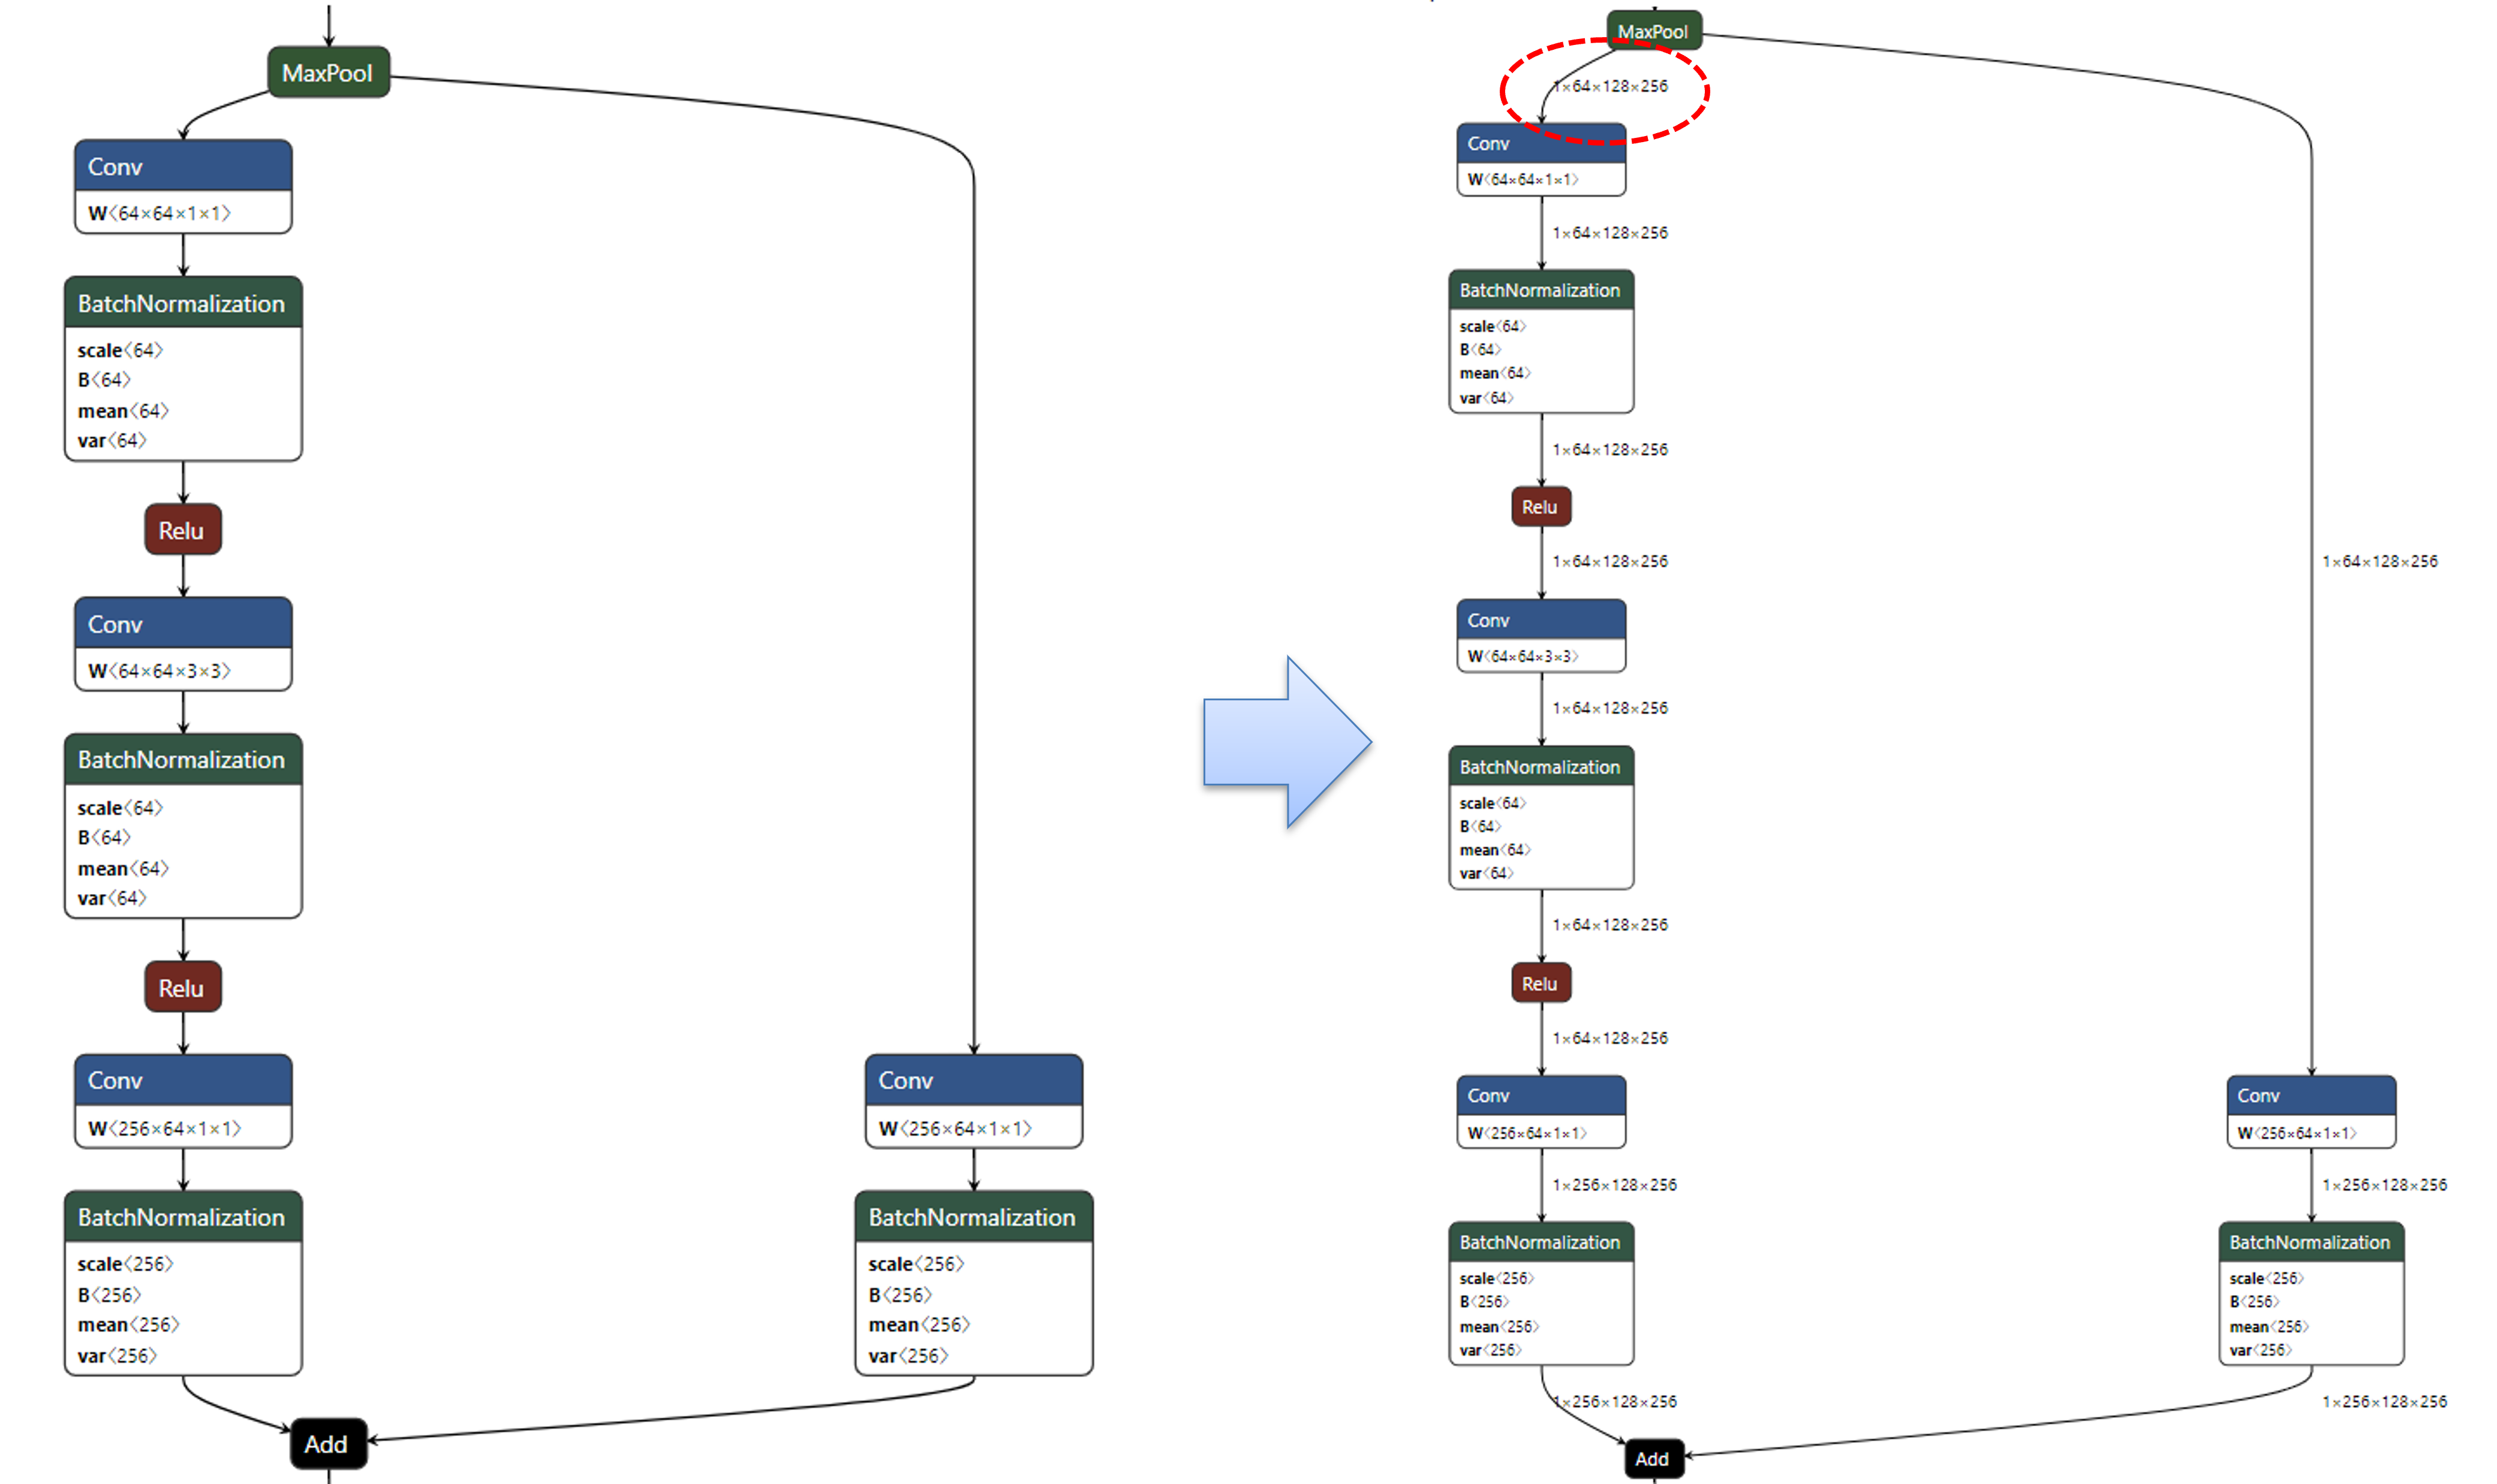 MaxPool
Conv
W〈64×64×1×1〉
BatchNormalization
scale〈64〉
B〈64〉
mean〈64〉
var〈64〉
Relu
Conv
W〈64×64×3×3〉
BatchNormalization
scale〈64〉
B〈64〉
mean〈64〉
var〈64〉
Relu
Conv
W〈256×64×1×1〉
BatchNormalization
scale〈256〉
B〈256〉
mean〈256〉
var〈256〉
Conv
W〈256×64×1×1〉
BatchNormalization
scale〈256〉
B〈256〉
mean〈256〉
var〈256〉
Add
MaxPool
1×64×128×256
Conv
W〈64×64×1×1〉
1×64×128×256
BatchNormalization
scale〈64〉
B〈64〉
mean〈64〉
var〈64〉
1×64×128×256
Relu
1×64×128×256
Conv
W〈64×64×3×3〉
1×64×128×256
BatchNormalization
scale〈64〉
B〈64〉
mean〈64〉
var〈64〉
1×64×128×256
Relu
1×64×128×256
Conv
W〈256×64×1×1〉
1×256×128×256
BatchNormalization
scale〈256〉
B〈256〉
mean〈256〉
var〈256〉
1×256×128×256
1×64×128×256
Conv
W〈256×64×1×1〉
1×256×128×256
BatchNormalization
scale〈256〉
B〈256〉
mean〈256〉
var〈256〉
1×256×128×256
Add